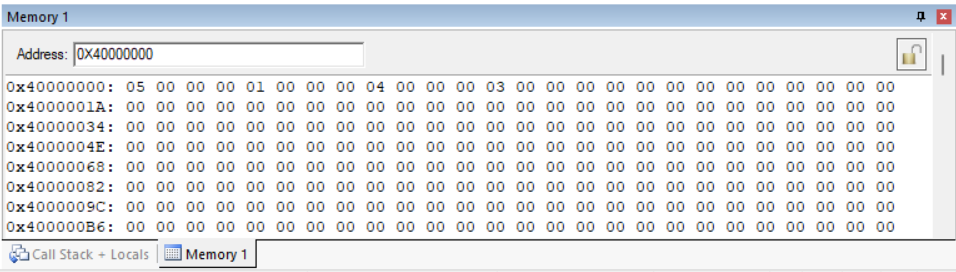 Memory 1
Address: 0X40000000
0x40000000: 05 00 00 00 01 00 00 00 04 00 00 00 03 00 00 00 00 00 00 00 00 00 00 00 00 00
0x4000001A: 00 00 00 00 00 00 00 00 00 00 00 00 00 00 00 00 00 00 00 00 00 00 00 00 00 00
0x40000034: 00 00 00 00 00 00 00 00 00 00 00 00 00 00 00 00 00 00 00 00 00 00 00 00 00 00
0x4000004E: 00 00 00 00 00 00 00 00 00 00 00 00 00 00 00 00 00 00 00 00 00 00 00 00 00 00
0x40000068: 00 00 00 00 00 00 00 00 00 00 00 00 00 00 00 00 00 00 00 00 00 00 00 00 00 00
0x40000082: 00 00 00 00 00 00 00 00 00 00 00 00 00 00 00 00 00 00 00 00 00 00 00 00 00 00
0x4000009C: 00 00 00 00 00 00 00 00 00 00 00 00 00 00 00 00 00 00 00 00 00 00 00 00 00 00
0x400000B6: 00 00 00 00 00 00 00 00 00 00 00 00 00 00 00 00 00 00 00 00 00 00 00 00 00 00
Call Stack + Locals Memory 1